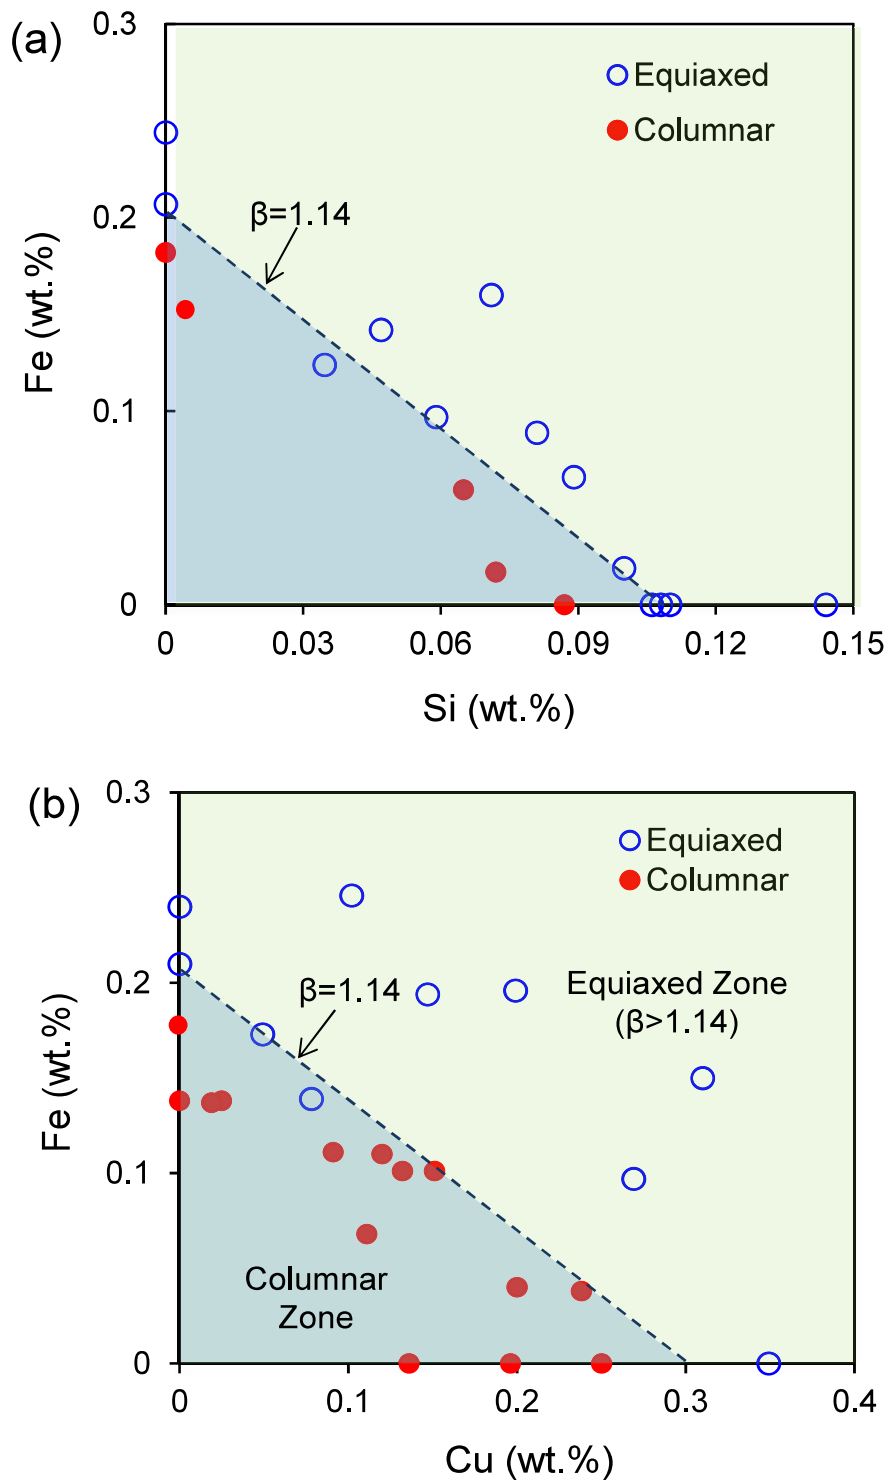 (a)
0.3
Equiaxed
Columnar
β=1.14
0.2
Fe (wt.%)
0.1
0
0 0.03 0.06 0.09 0.12 0.15
Si (wt.%)
(b)
0.3
Equiaxed
Columnar
β=1.14
Equiaxed Zone
(β>1.14)
0.2
Fe (wt.%)
0.1
Columnar
Zone
0
0 0.1 0.2 0.3 0.4
Cu (wt.%)